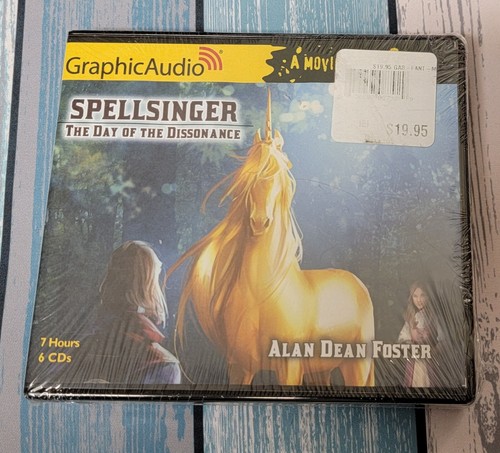 GraphicAudio
A MOVI
$19.95
SPELLSINGER
THE DAY OF THE DISSONANCE
7 Hours
6 CDs
ALAN DEAN FOSTER